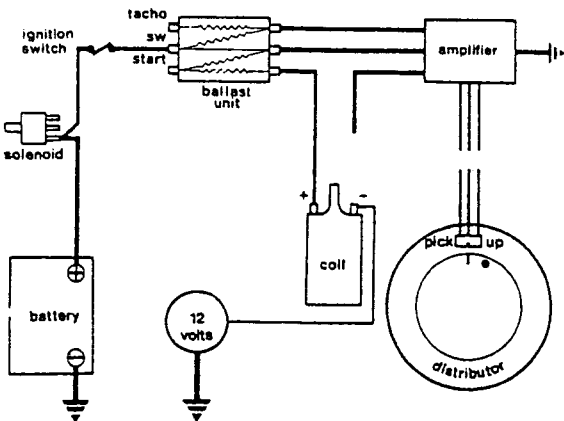 tacho
sw
start
ignition
switch
ballast
unit
amplifier
solenoid
+ −
coil
pick up
battery
12
volts
distributor